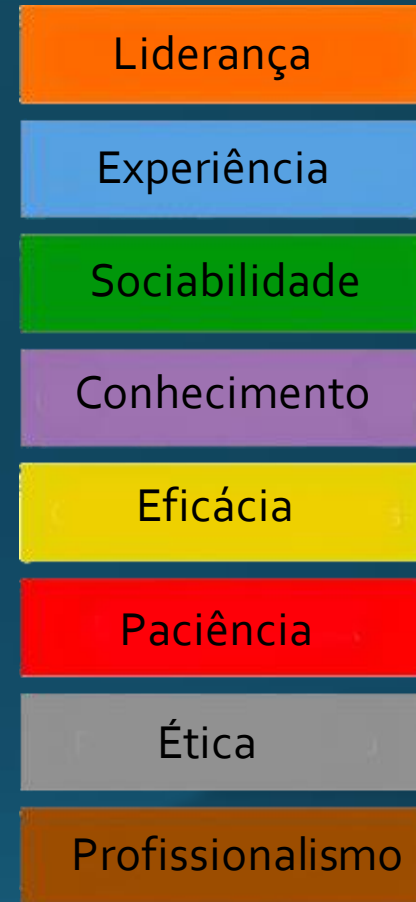 Liderança
Experiência
Sociabilidade
Conhecimento
Eficácia
Paciência
Ética
Profissionalismo